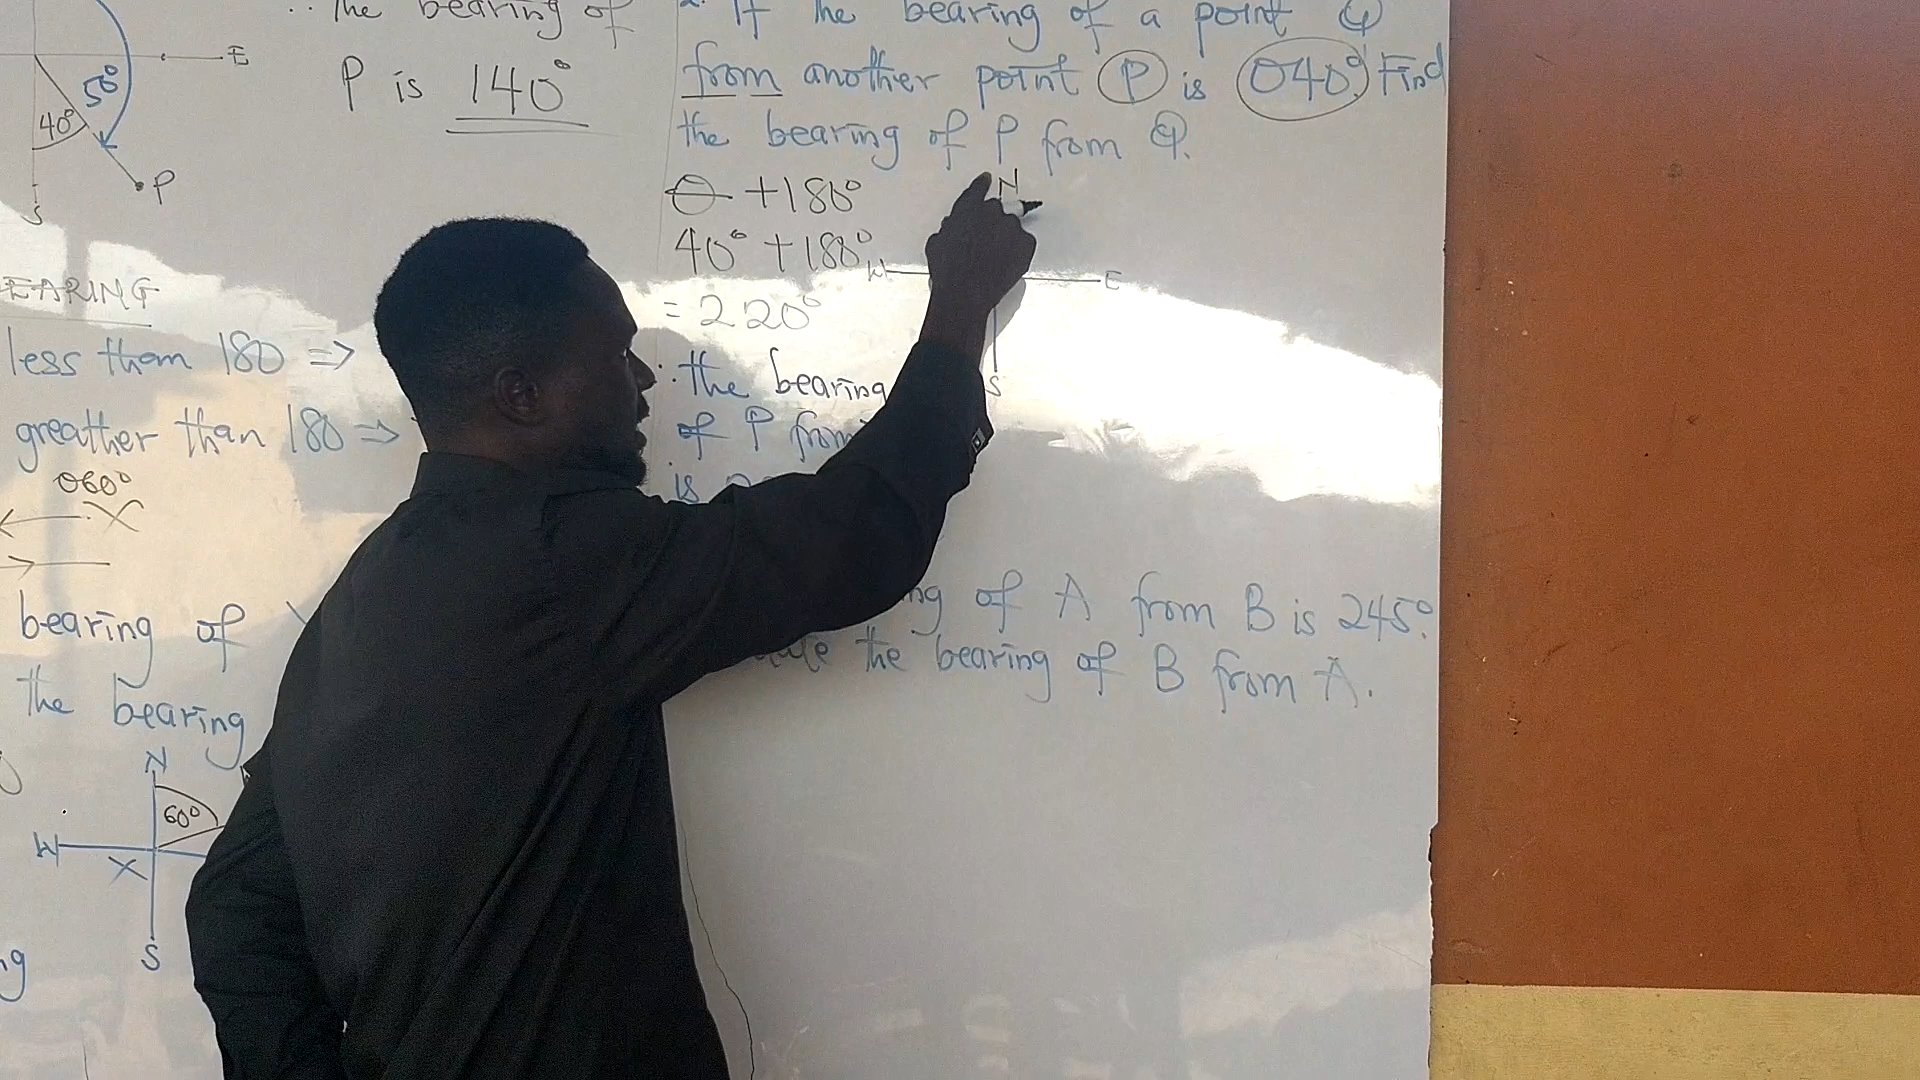 ∴ the bearing of
P is 140°
E
50°
40°
P
S
EARING
less than 180 ⇒
greather than 180 ⇒
060°
X
bearing of
the bearing
N
60°
W
X
S
ng
2. If the bearing of a point Q
from another point P is 040°. Find
the bearing of P from Q.
θ + 180°
40° + 180°
= 220°
∴ the bearing
of P from
is
N
W
E
S
ng of A from B is 245°.
the bearing of B from A.